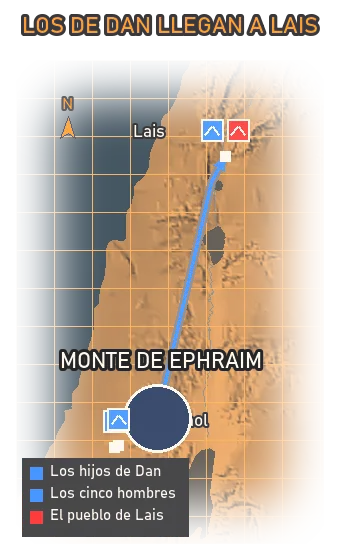 LOS DE DAN LLEGAN A LAIS
N
Lais
MONTE DE EPHRAIM
Los hijos de Dan
Los cinco hombres
El pueblo de Lais